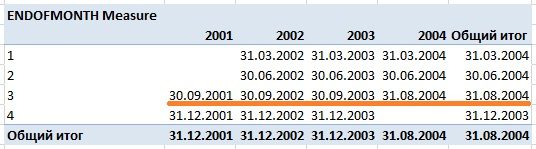 ENDOFMONTH Measure
2001 2002 2003 2004 Общий итог
1 31.03.2002 31.03.2003 31.03.2004 31.03.2004
2 30.06.2002 30.06.2003 30.06.2004 30.06.2004
3 30.09.2001 30.09.2002 30.09.2003 31.08.2004 31.08.2004
4 31.12.2001 31.12.2002 31.12.2003 31.12.2003
Общий итог 31.12.2001 31.12.2002 31.12.2003 31.08.2004 31.08.2004